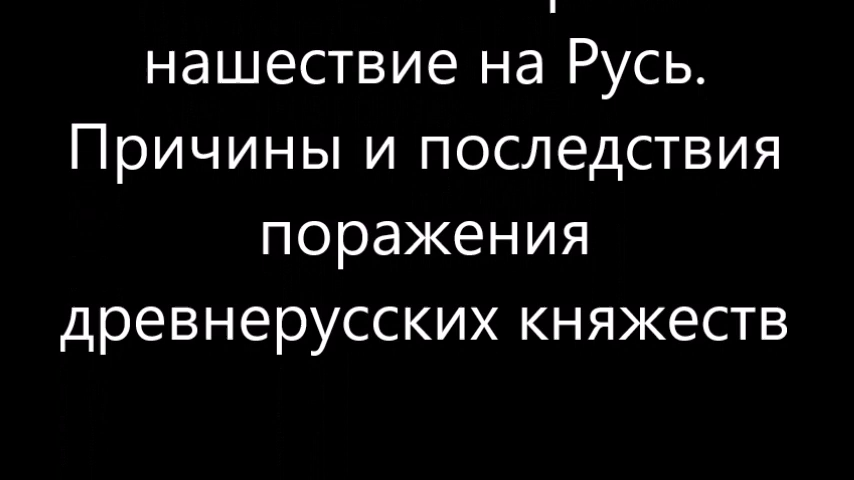 нашествие на Русь.
Причины и последствия
поражения
древнерусских княжеств